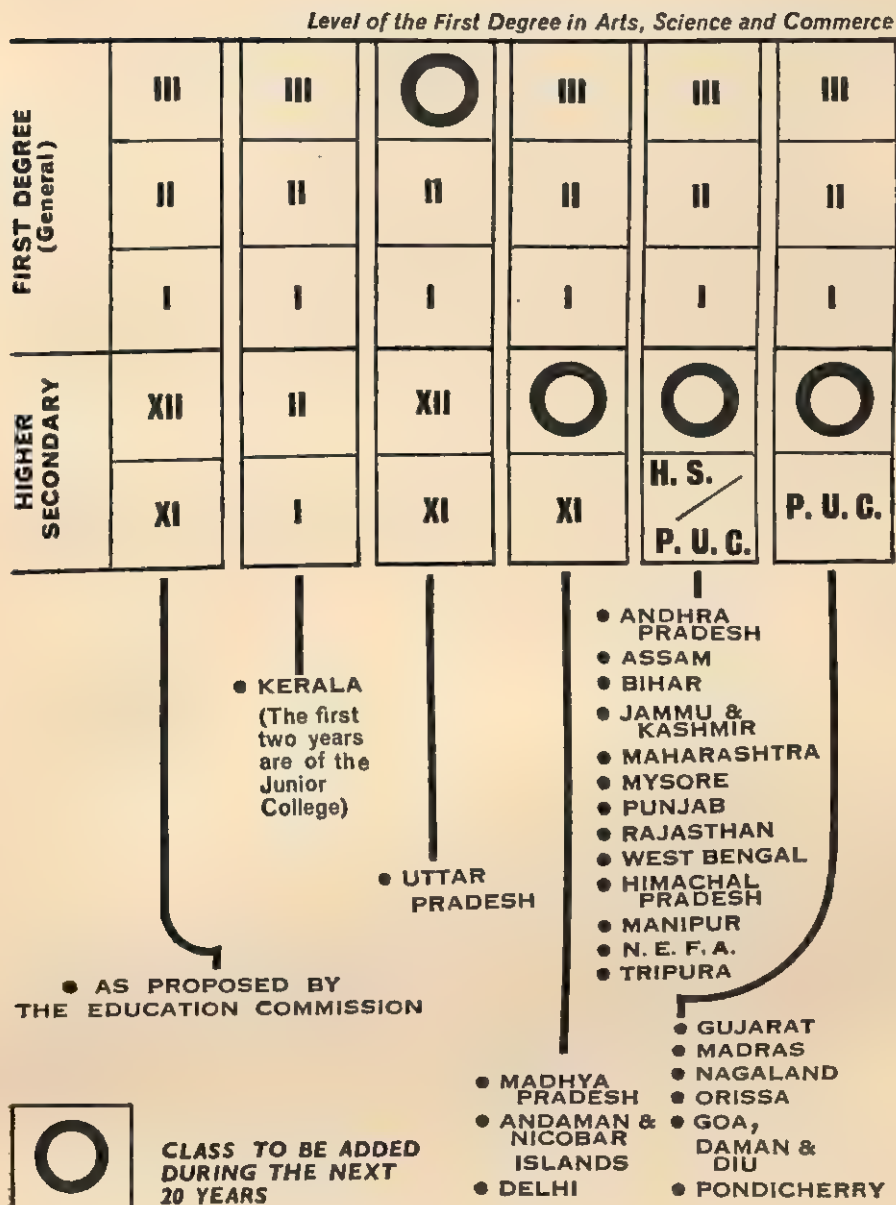 Level of the First Degree in Arts, Science and Commerce
FIRST DEGREE
(General)
III III III III III
II II II II II II
I I I I I I
HIGHER
SECONDARY
XII II XII
XI I XI XI H. S. / P. U. C. P. U. C.
• KERALA
(The first
two years
are of the
Junior
College)
• UTTAR
PRADESH
• AS PROPOSED BY
THE EDUCATION COMMISSION
• ANDHRA
PRADESH
• ASSAM
• BIHAR
• JAMMU &
KASHMIR
• MAHARASHTRA
• MYSORE
• PUNJAB
• RAJASTHAN
• WEST BENGAL
• HIMACHAL
PRADESH
• MANIPUR
• N. E. F. A.
• TRIPURA
• MADHYA
PRADESH
• ANDAMAN &
NICOBAR
ISLANDS
• DELHI
• GUJARAT
• MADRAS
• NAGALAND
• ORISSA
• GOA,
DAMAN &
DIU
• PONDICHERRY
CLASS TO BE ADDED
DURING THE NEXT
20 YEARS